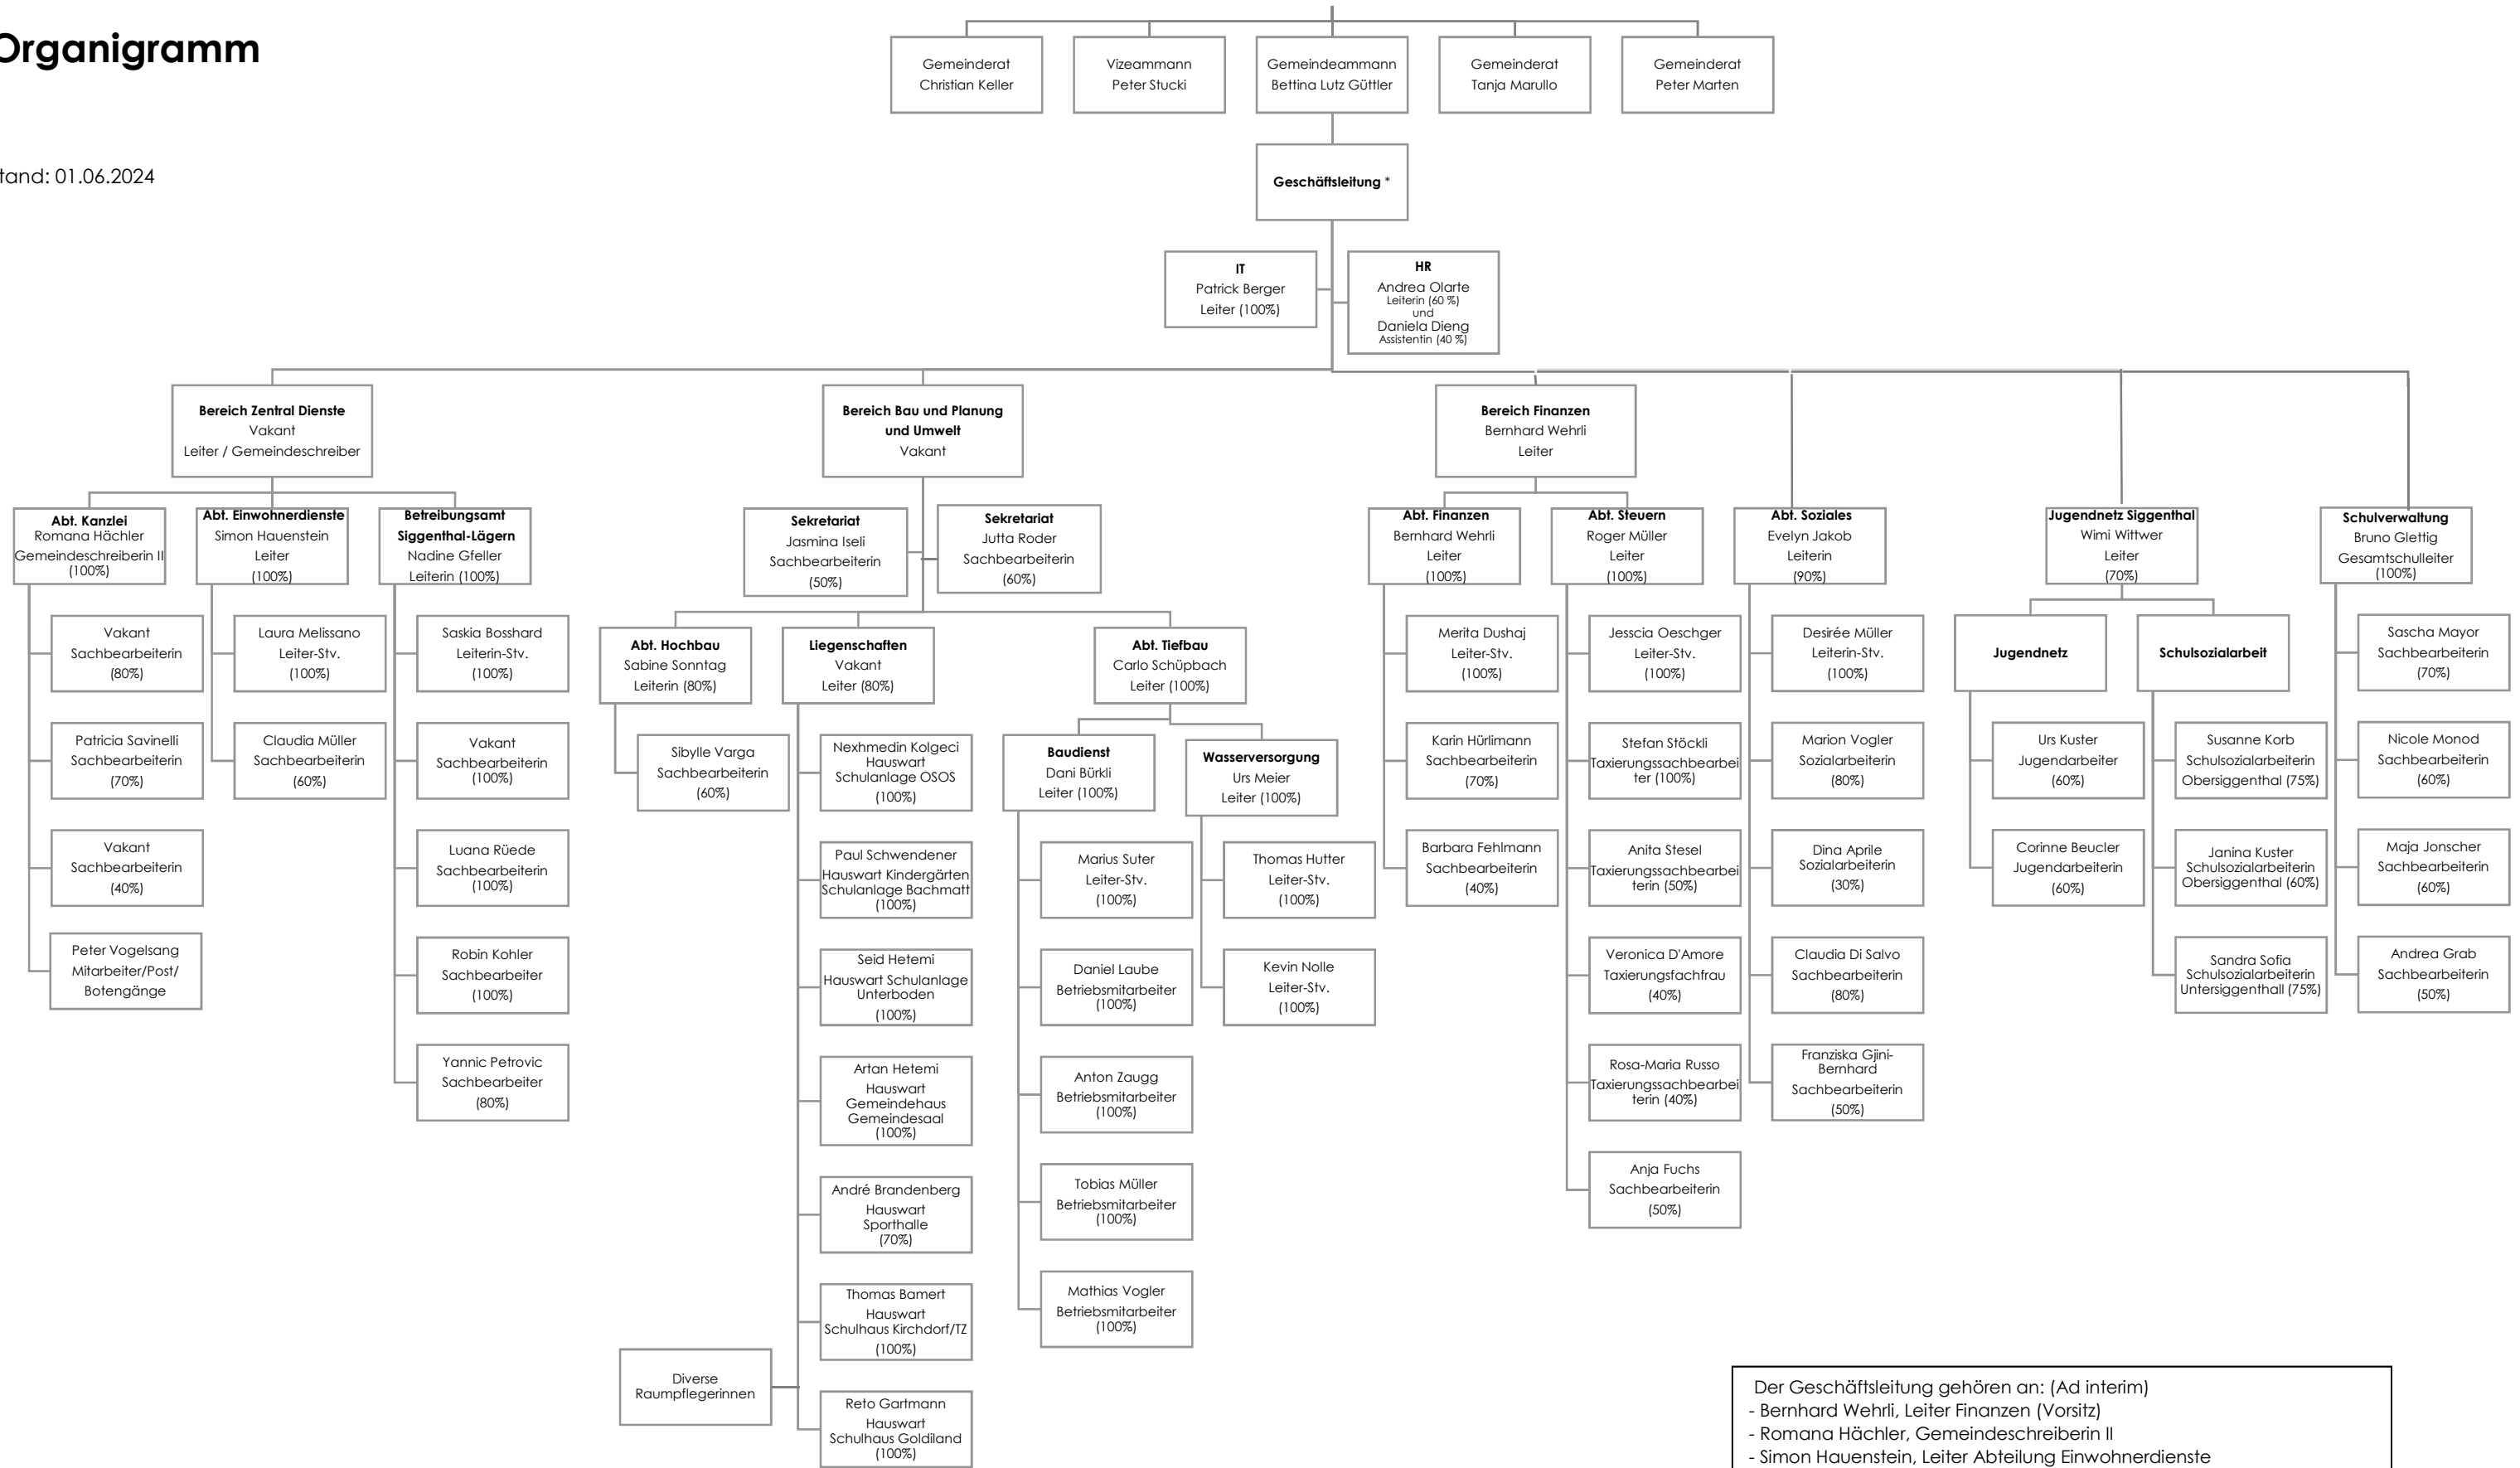 Organigramm
tand: 01.06.2024
Gemeinderat
Christian Keller
Vizeammann
Peter Stucki
Gemeindeammann
Bettina Lutz Güttler
Gemeinderat
Tanja Marullo
Gemeinderat
Peter Marten
Geschäftsleitung *
IT
Patrick Berger
Leiter (100%)
HR
Andrea Olarte
Leiterin (60 %)
und
Daniela Dieng
Assistentin (40 %)
Bereich Zentral Dienste
Vakant
Leiter / Gemeindeschreiber
Bereich Bau und Planung
und Umwelt
Vakant
Bereich Finanzen
Bernhard Wehrli
Leiter
Abt. Kanzlei
Romana Hächler
Gemeindeschreiberin II
(100%)
Vakant
Sachbearbeiterin
(80%)
Patricia Savinelli
Sachbearbeiterin
(70%)
Vakant
Sachbearbeiterin
(40%)
Peter Vogelsang
Mitarbeiter/Post/
Botengänge
Abt. Einwohnerdienste
Simon Hauenstein
Leiter
(100%)
Laura Melissano
Leiter-Stv.
(100%)
Claudia Müller
Sachbearbeiterin
(60%)
Betreibungsamt
Siggenthal-Lägern
Nadine Gfeller
Leiterin (100%)
Saskia Bosshard
Leiterin-Stv.
(100%)
Vakant
Sachbearbeiterin
(100%)
Luana Rüede
Sachbearbeiterin
(100%)
Robin Kohler
Sachbearbeiter
(100%)
Yannic Petrovic
Sachbearbeiter
(80%)
Sekretariat
Jasmina Iseli
Sachbearbeiterin
(50%)
Sekretariat
Jutta Roder
Sachbearbeiterin
(60%)
Abt. Hochbau
Sabine Sonntag
Leiterin (80%)
Sibylle Varga
Sachbearbeiterin
(60%)
Liegenschaften
Vakant
Leiter (80%)
Nexhmedin Kolgeci
Hauswart
Schulanlage OSOS
(100%)
Paul Schwendener
Hauswart Kindergärten
Schulanlage Bachmatt
(100%)
Seid Hetemi
Hauswart Schulanlage
Unterboden
(100%)
Artan Hetemi
Hauswart
Gemeindehaus
Gemeindesaal
(100%)
André Brandenberg
Hauswart
Sporthalle
(70%)
Thomas Bamert
Hauswart
Schulhaus Kirchdorf/TZ
(100%)
Diverse
Raumpflegerinnen
Reto Gartmann
Hauswart
Schulhaus Goldiland
(100%)
Abt. Tiefbau
Carlo Schüpbach
Leiter (100%)
Baudienst
Dani Bürkli
Leiter (100%)
Marius Suter
Leiter-Stv.
(100%)
Daniel Laube
Betriebsmitarbeiter
(100%)
Anton Zaugg
Betriebsmitarbeiter
(100%)
Tobias Müller
Betriebsmitarbeiter
(100%)
Mathias Vogler
Betriebsmitarbeiter
(100%)
Wasserversorgung
Urs Meier
Leiter (100%)
Thomas Hutter
Leiter-Stv.
(100%)
Kevin Nolle
Leiter-Stv.
(100%)
Abt. Finanzen
Bernhard Wehrli
Leiter
(100%)
Merita Dushaj
Leiter-Stv.
(100%)
Karin Hürlimann
Sachbearbeiterin
(70%)
Barbara Fehlmann
Sachbearbeiterin
(40%)
Abt. Steuern
Roger Müller
Leiter
(100%)
Jesscia Oeschger
Leiter-Stv.
(100%)
Stefan Stöckli
Taxierungssachbearbei
ter (100%)
Anita Stesel
Taxierungssachbearbei
terin (50%)
Veronica D'Amore
Taxierungsfachfrau
(40%)
Rosa-Maria Russo
Taxierungssachbearbei
terin (40%)
Anja Fuchs
Sachbearbeiterin
(50%)
Abt. Soziales
Evelyn Jakob
Leiterin
(90%)
Desirée Müller
Leiterin-Stv.
(100%)
Marion Vogler
Sozialarbeiterin
(80%)
Dina Aprile
Sozialarbeiterin
(30%)
Claudia Di Salvo
Sachbearbeiterin
(80%)
Franziska Gjini-
Bernhard
Sachbearbeiterin
(50%)
Jugendnetz Siggenthal
Wimi Wittwer
Leiter
(70%)
Jugendnetz
Urs Kuster
Jugendarbeiter
(60%)
Corinne Beucler
Jugendarbeiterin
(60%)
Schulsozialarbeit
Susanne Korb
Schulsozialarbeiterin
Obersiggenthal (75%)
Janina Kuster
Schulsozialarbeiterin
Obersiggenthal (60%)
Sandra Sofia
Schulsozialarbeiterin
Untersiggenthall (75%)
Schulverwaltung
Bruno Glettig
Gesamtschulleiter
(100%)
Sascha Mayor
Sachbearbeiterin
(70%)
Nicole Monod
Sachbearbeiterin
(60%)
Maja Jonscher
Sachbearbeiterin
(60%)
Andrea Grab
Sachbearbeiterin
(50%)
Der Geschäftsleitung gehören an: (Ad interim)
- Bernhard Wehrli, Leiter Finanzen (Vorsitz)
- Romana Hächler, Gemeindeschreiberin II
- Simon Hauenstein, Leiter Abteilung Einwohnerdienste